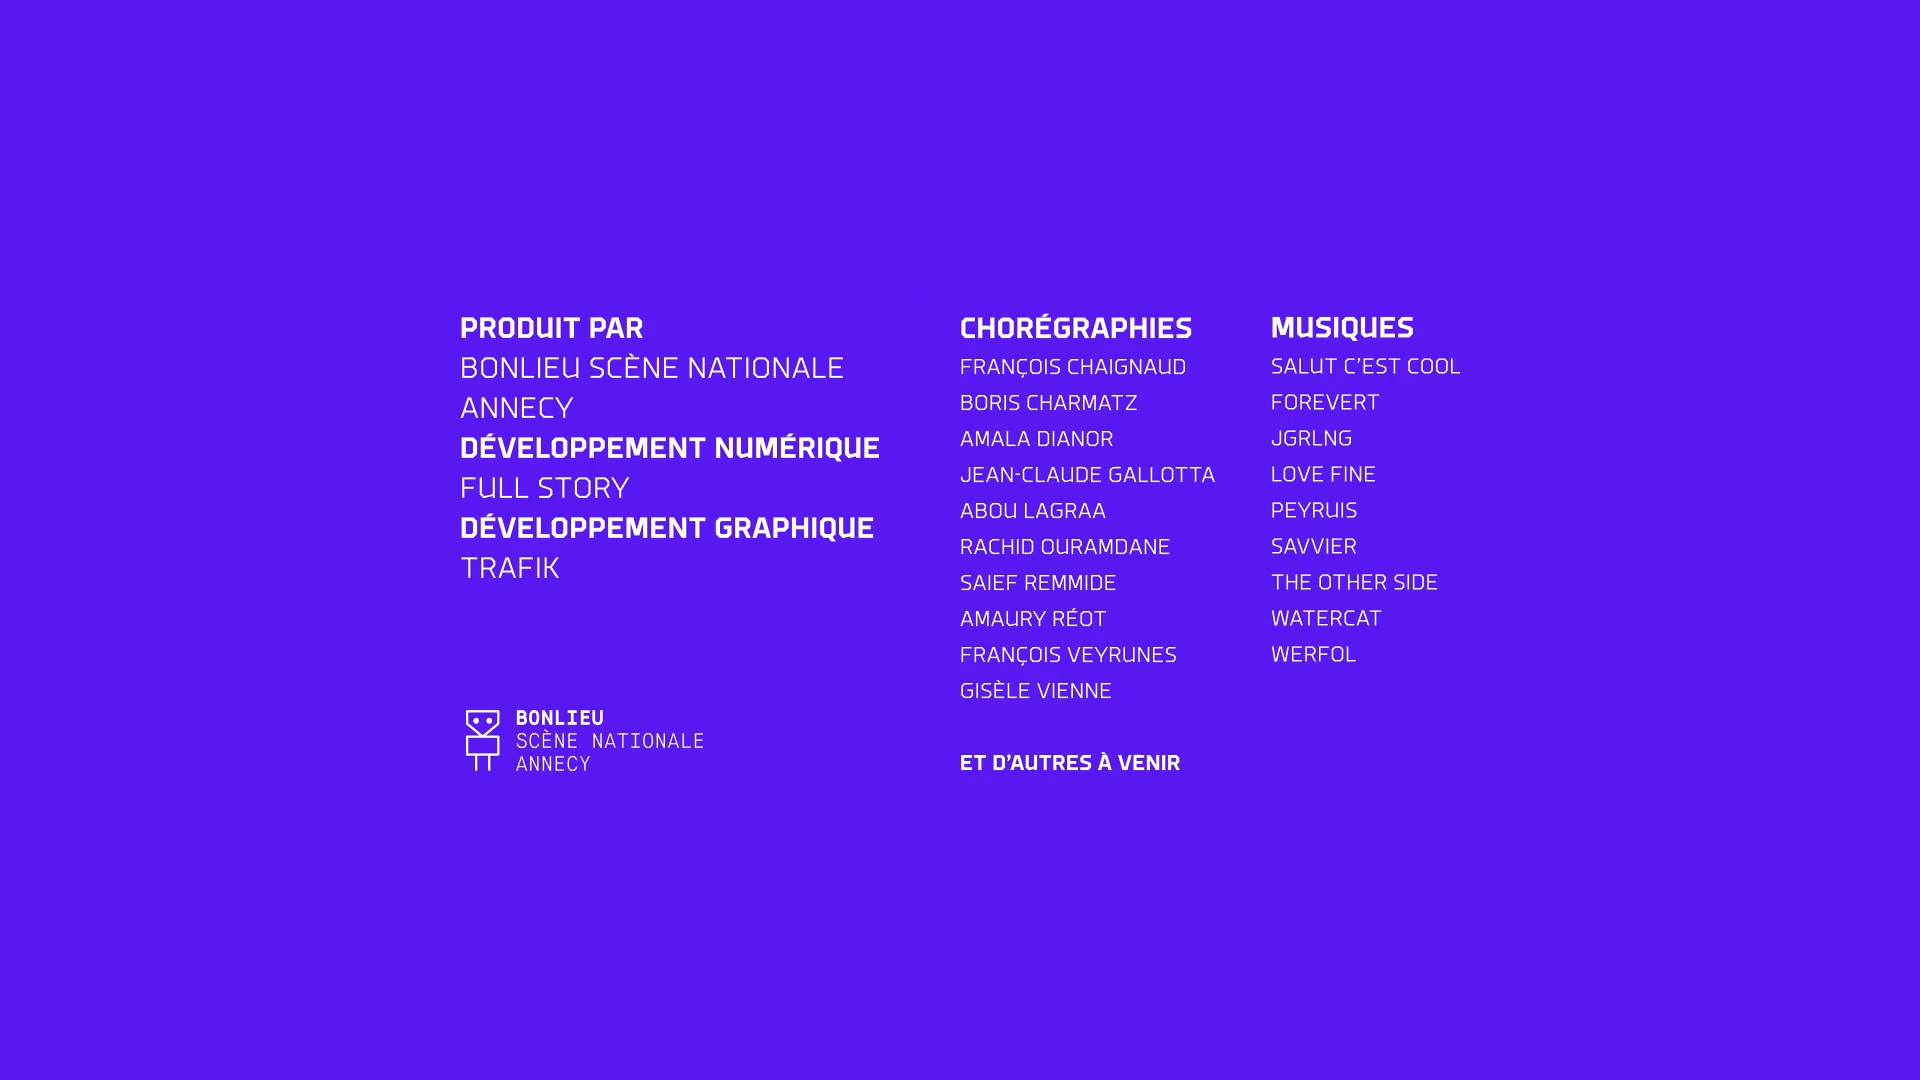 PRODUIT PAR
BONLIEU SCÈNE NATIONALE
ANNECY
DÉVELOPPEMENT NUMÉRIQUE
FULL STORY
DÉVELOPPEMENT GRAPHIQUE
TRAFIK
BONLIEU
SCÈNE NATIONALE
ANNECY
CHORÉGRAPHIES
FRANÇOIS CHAIGNAUD
BORIS CHARMATZ
AMALA DIANOR
JEAN-CLAUDE GALLOTTA
ABOU LAGRAA
RACHID OURAMDANE
SAIEF REMMIDE
AMAURY RÉOT
FRANÇOIS VEYRUNES
GISÈLE VIENNE
ET D'AUTRES À VENIR
MUSIQUES
SALUT C'EST COOL
FOREVERT
JGRLNG
LOVE FINE
PEYRUIS
SAVVIER
THE OTHER SIDE
WATERCAT
WERFOL